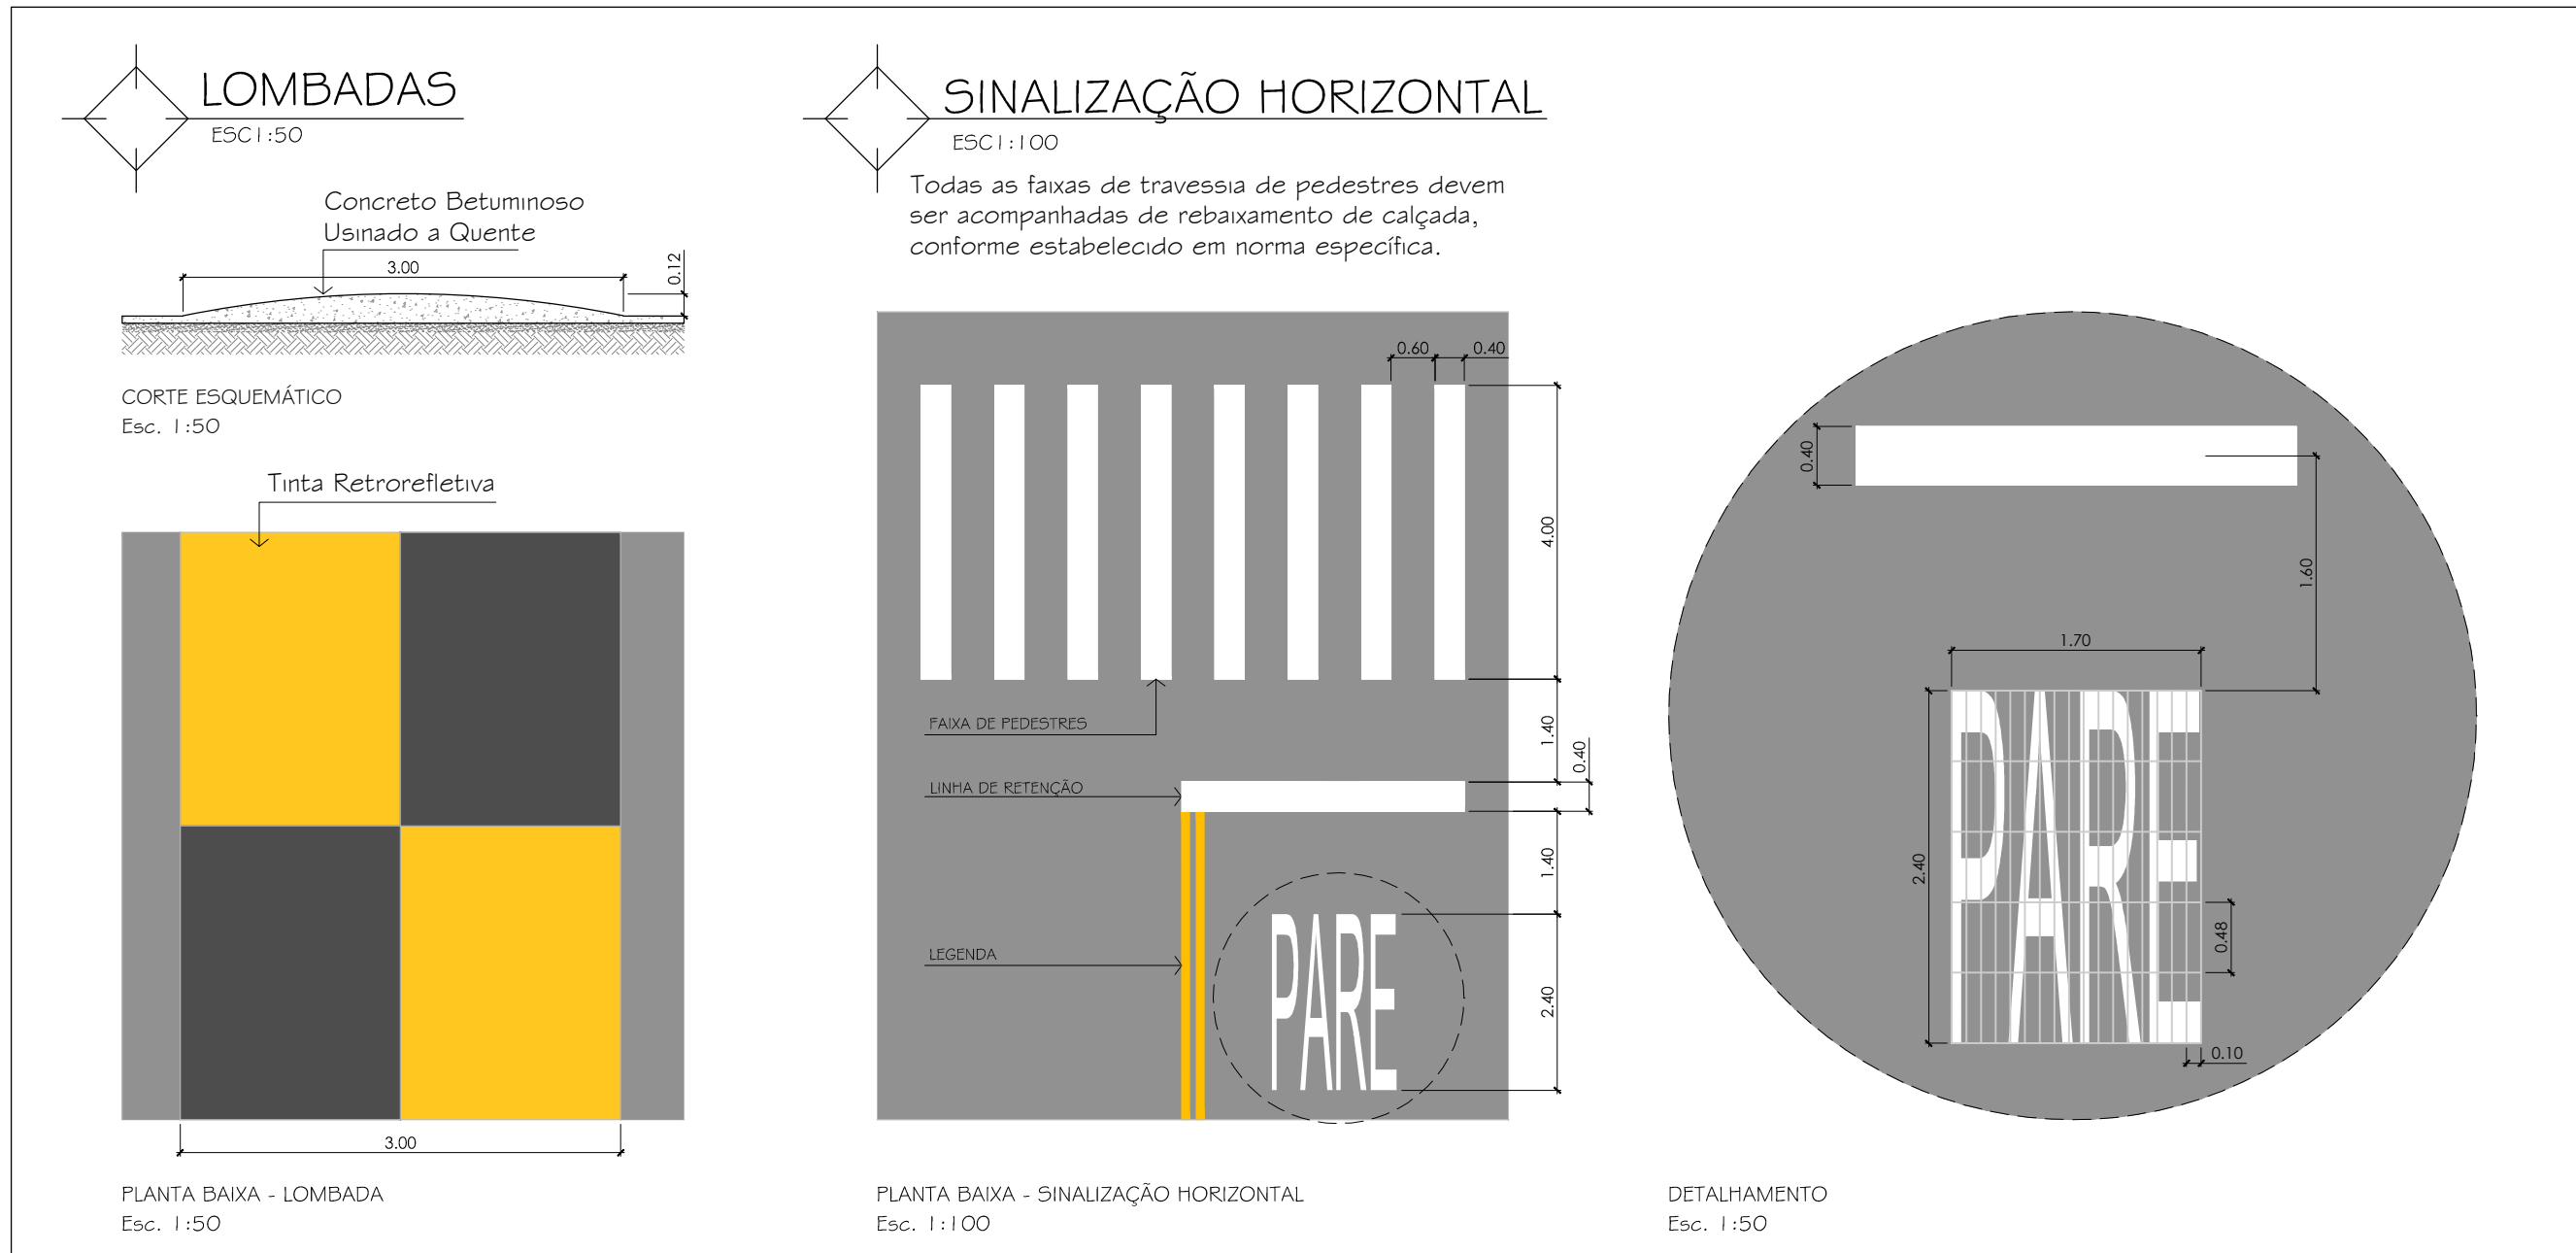 LOMBADAS
ESC1:50
Concreto Betuminoso
Usinado a Quente
3.00
0.12
CORTE ESQUEMÁTICO
Esc. 1:50
Tinta Retrorefletiva
3.00
PLANTA BAIXA - LOMBADA
Esc. 1:50
SINALIZAÇÃO HORIZONTAL
ESC1:100
Todas as faixas de travessia de pedestres devem
ser acompanhadas de rebaixamento de calçada,
conforme estabelecido em norma específica.
0.60
0.40
4.00
FAIXA DE PEDESTRES
1.40
0.40
LINHA DE RETENÇÃO
1.40
LEGENDA
PARE
2.40
PLANTA BAIXA - SINALIZAÇÃO HORIZONTAL
Esc. 1:100
0.40
1.60
1.70
PARE
2.40
0.48
0.10
DETALHAMENTO
Esc. 1:50